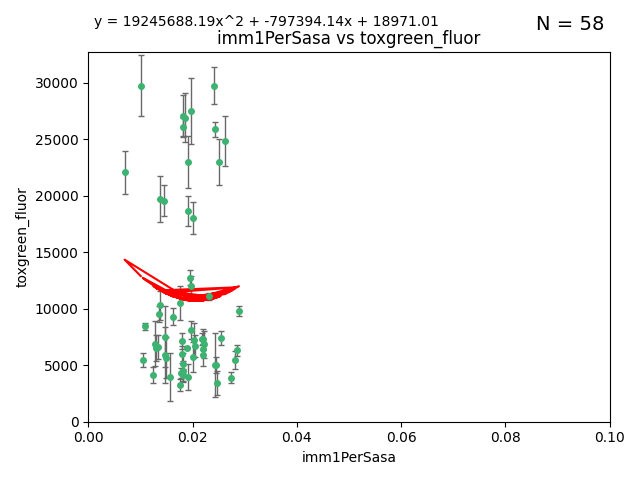 y = 19245688.19x^2 + -797394.14x + 18971.01
N = 58
imm1PerSasa vs toxgreen_fluor
30000
25000
20000
15000
10000
5000
0
toxgreen_fluor
0.00 0.02 0.04 0.06 0.08 0.10
imm1PerSasa